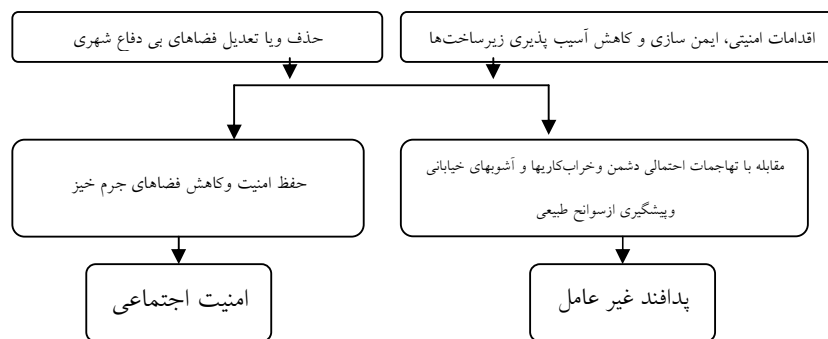 اقدامات امنیتی، ایمن سازی و کاهش آسیب پذیری زیرساخت‌ها
حذف ویا تعدیل فضاهای بی دفاع شهری
مقابله با تهاجمات احتمالی دشمن وخراب‌کاریها و آشوبهای خیابانی
وپیشگیری ازسوانح طبیعی
حفظ امنیت وکاهش فضاهای جرم خیز
پدافند غیر عامل
امنیت اجتماعی